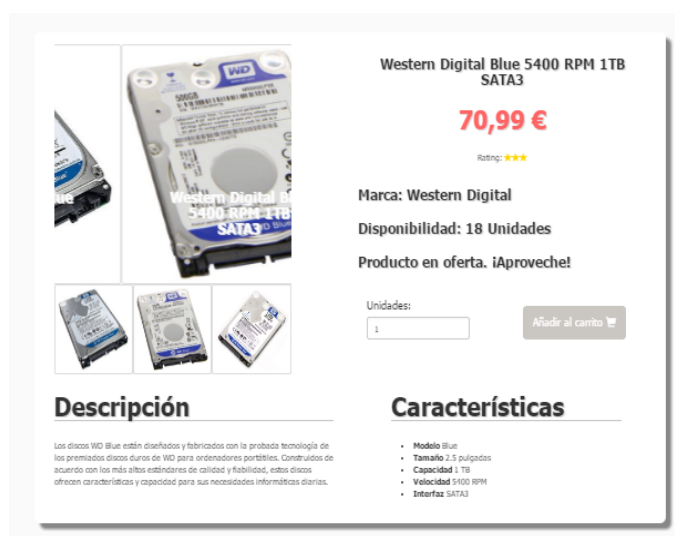 WD
500GB
ue
Western Digital B
5400 RPM 1TB
SATA3
Western Digital Blue 5400 RPM 1TB
SATA3
70,99 €
Rating: ★★★
Marca: Western Digital
Disponibilidad: 18 Unidades
Producto en oferta. ¡Aproveche!
Unidades:
1
Añadir al carrito
Descripción
Los discos WD Blue están diseñados y fabricados con la probada tecnología de
los premiados discos duros de WD para ordenadores portátiles. Construidos de
acuerdo con los más altos estándares de calidad y fiabilidad, estos discos
ofrecen características y capacidad para sus necesidades informáticas diarias.
Características
• Modelo Blue
• Tamaño 2.5 pulgadas
• Capacidad 1 TB
• Velocidad 5400 RPM
• Interfaz SATA3